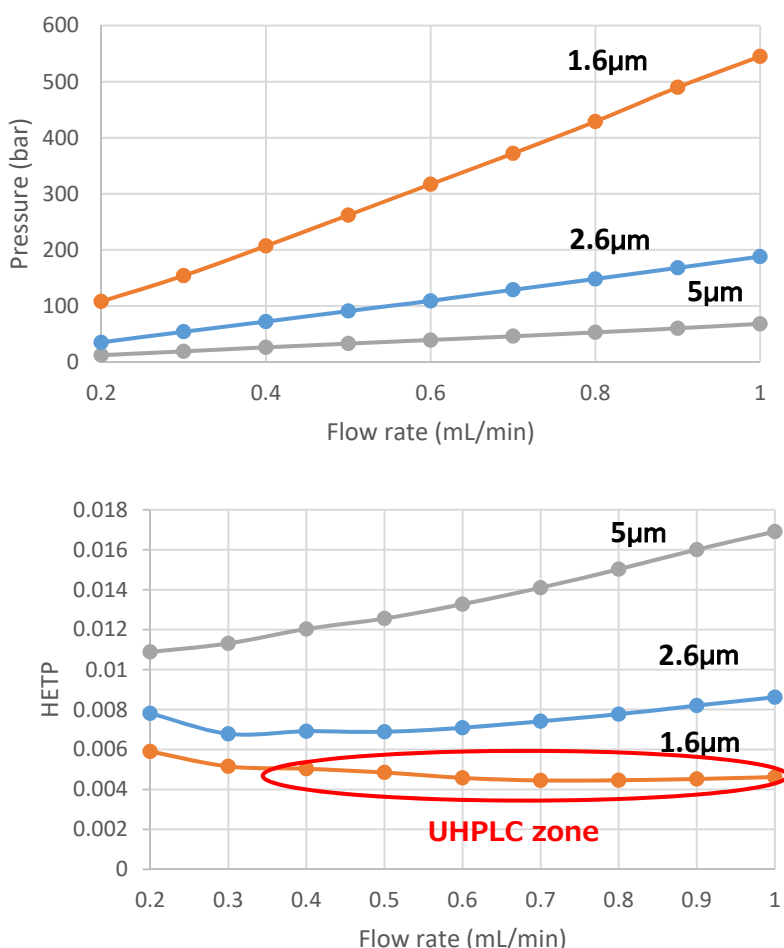 600
1.6μm
500
400
Pressure (bar)
300
2.6μm
200
5μm
100
0
0.2 0.4 0.6 0.8 1
Flow rate (mL/min)
0.018
5μm
0.016
0.014
0.012
2.6μm
0.01
HETP
0.008
1.6μm
0.006
0.004
UHPLC zone
0.002
0
0.2 0.3 0.4 0.5 0.6 0.7 0.8 0.9 1
Flow rate (mL/min)